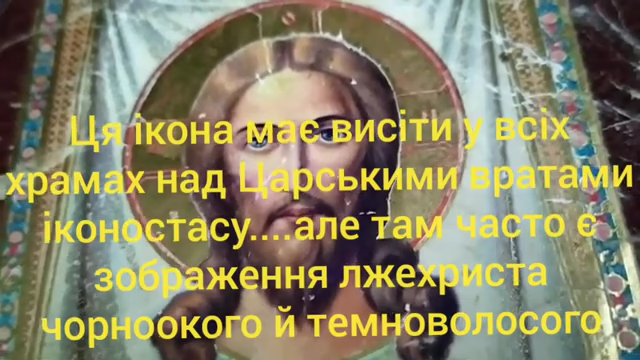 Ця ікона має висіти у всіх
храмах над Царськими вратами
іконостасу....але там часто є
зображення лжехриста
чорноокого й темноволосого